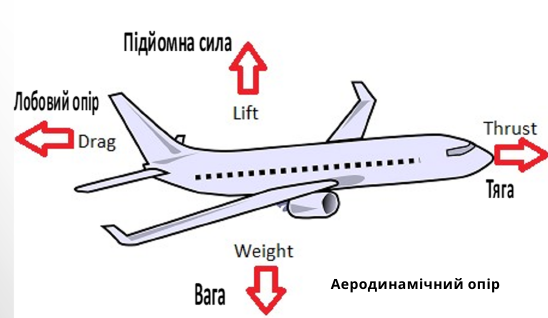 Підйомна сила
Lift
Лобовий опір
Drag
Thrust
Тяга
Weight
Вага
Аеродинамічний опір